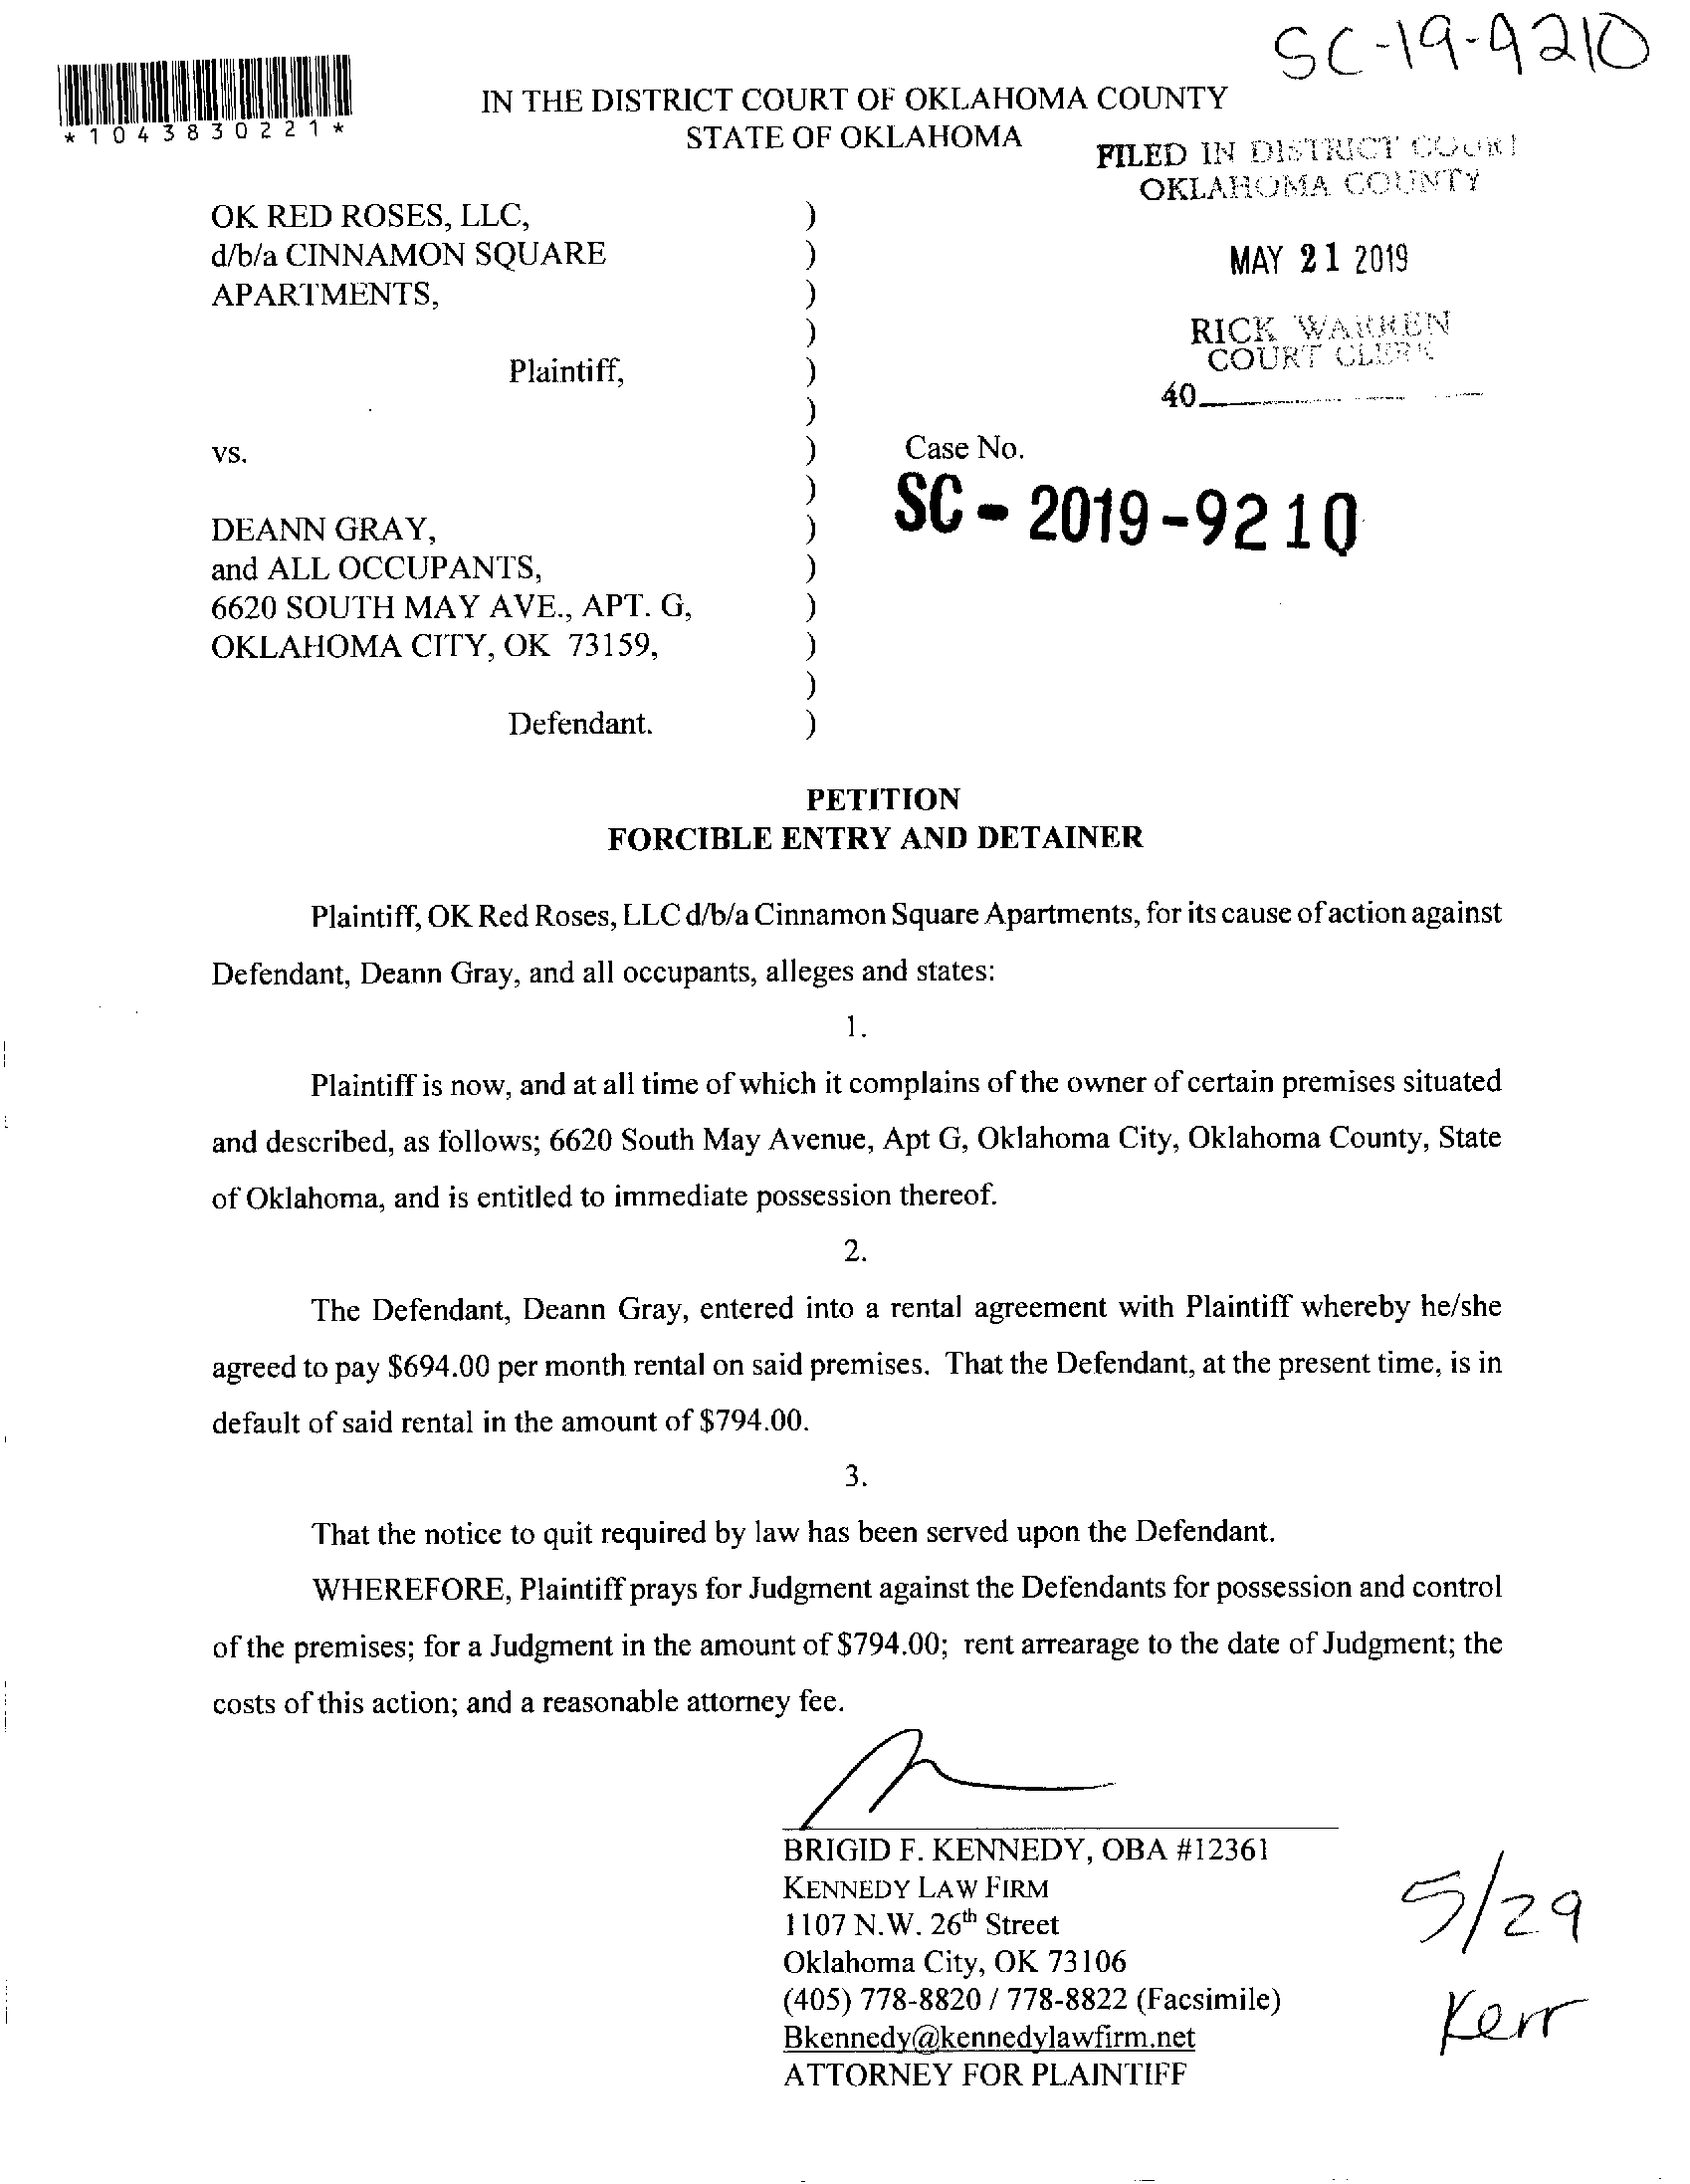 SC-19-9210
*1043830221*
IN THE DISTRICT COURT OF OKLAHOMA COUNTY
STATE OF OKLAHOMA
FILED IN DISTRICT COURT
OKLAHOMA COUNTY
OK RED ROSES, LLC, )
d/b/a CINNAMON SQUARE )
MAY 21 2019
APARTMENTS, )
)
RICK WARREN
COURT CLERK
Plaintiff, )
40
)
vs. )
Case No.
)
SC - 2019 - 9210
DEANN GRAY, )
and ALL OCCUPANTS, )
6620 SOUTH MAY AVE., APT. G, )
OKLAHOMA CITY, OK 73159, )
)
Defendant. )
PETITION
FORCIBLE ENTRY AND DETAINER
Plaintiff, OK Red Roses, LLC d/b/a Cinnamon Square Apartments, for its cause of action against
Defendant, Deann Gray, and all occupants, alleges and states:
1.
Plaintiff is now, and at all time of which it complains of the owner of certain premises situated
and described, as follows; 6620 South May Avenue, Apt G, Oklahoma City, Oklahoma County, State
of Oklahoma, and is entitled to immediate possession thereof.
2.
The Defendant, Deann Gray, entered into a rental agreement with Plaintiff whereby he/she
agreed to pay $694.00 per month rental on said premises. That the Defendant, at the present time, is in
default of said rental in the amount of $794.00.
3.
That the notice to quit required by law has been served upon the Defendant.
WHEREFORE, Plaintiff prays for Judgment against the Defendants for possession and control
of the premises; for a Judgment in the amount of $794.00; rent arrearage to the date of Judgment; the
costs of this action; and a reasonable attorney fee.
BRIGID F. KENNEDY, OBA #12361
KENNEDY LAW FIRM
1107 N.W. 26th Street
Oklahoma City, OK 73106
(405) 778-8820 / 778-8822 (Facsimile)
Bkennedy@kennedylawfirm.net
ATTORNEY FOR PLAINTIFF
5/29
Kerr